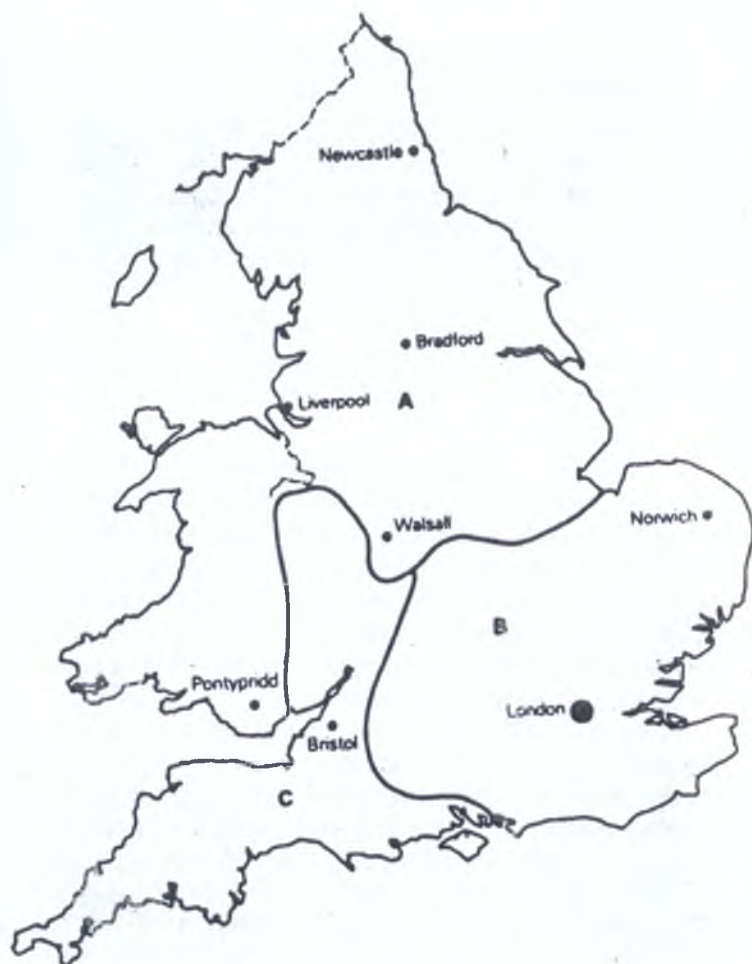 Newcastle
Bradford
Liverpool
A
Walsall
Norwich
B
Pontypridd
London
Bristol
C